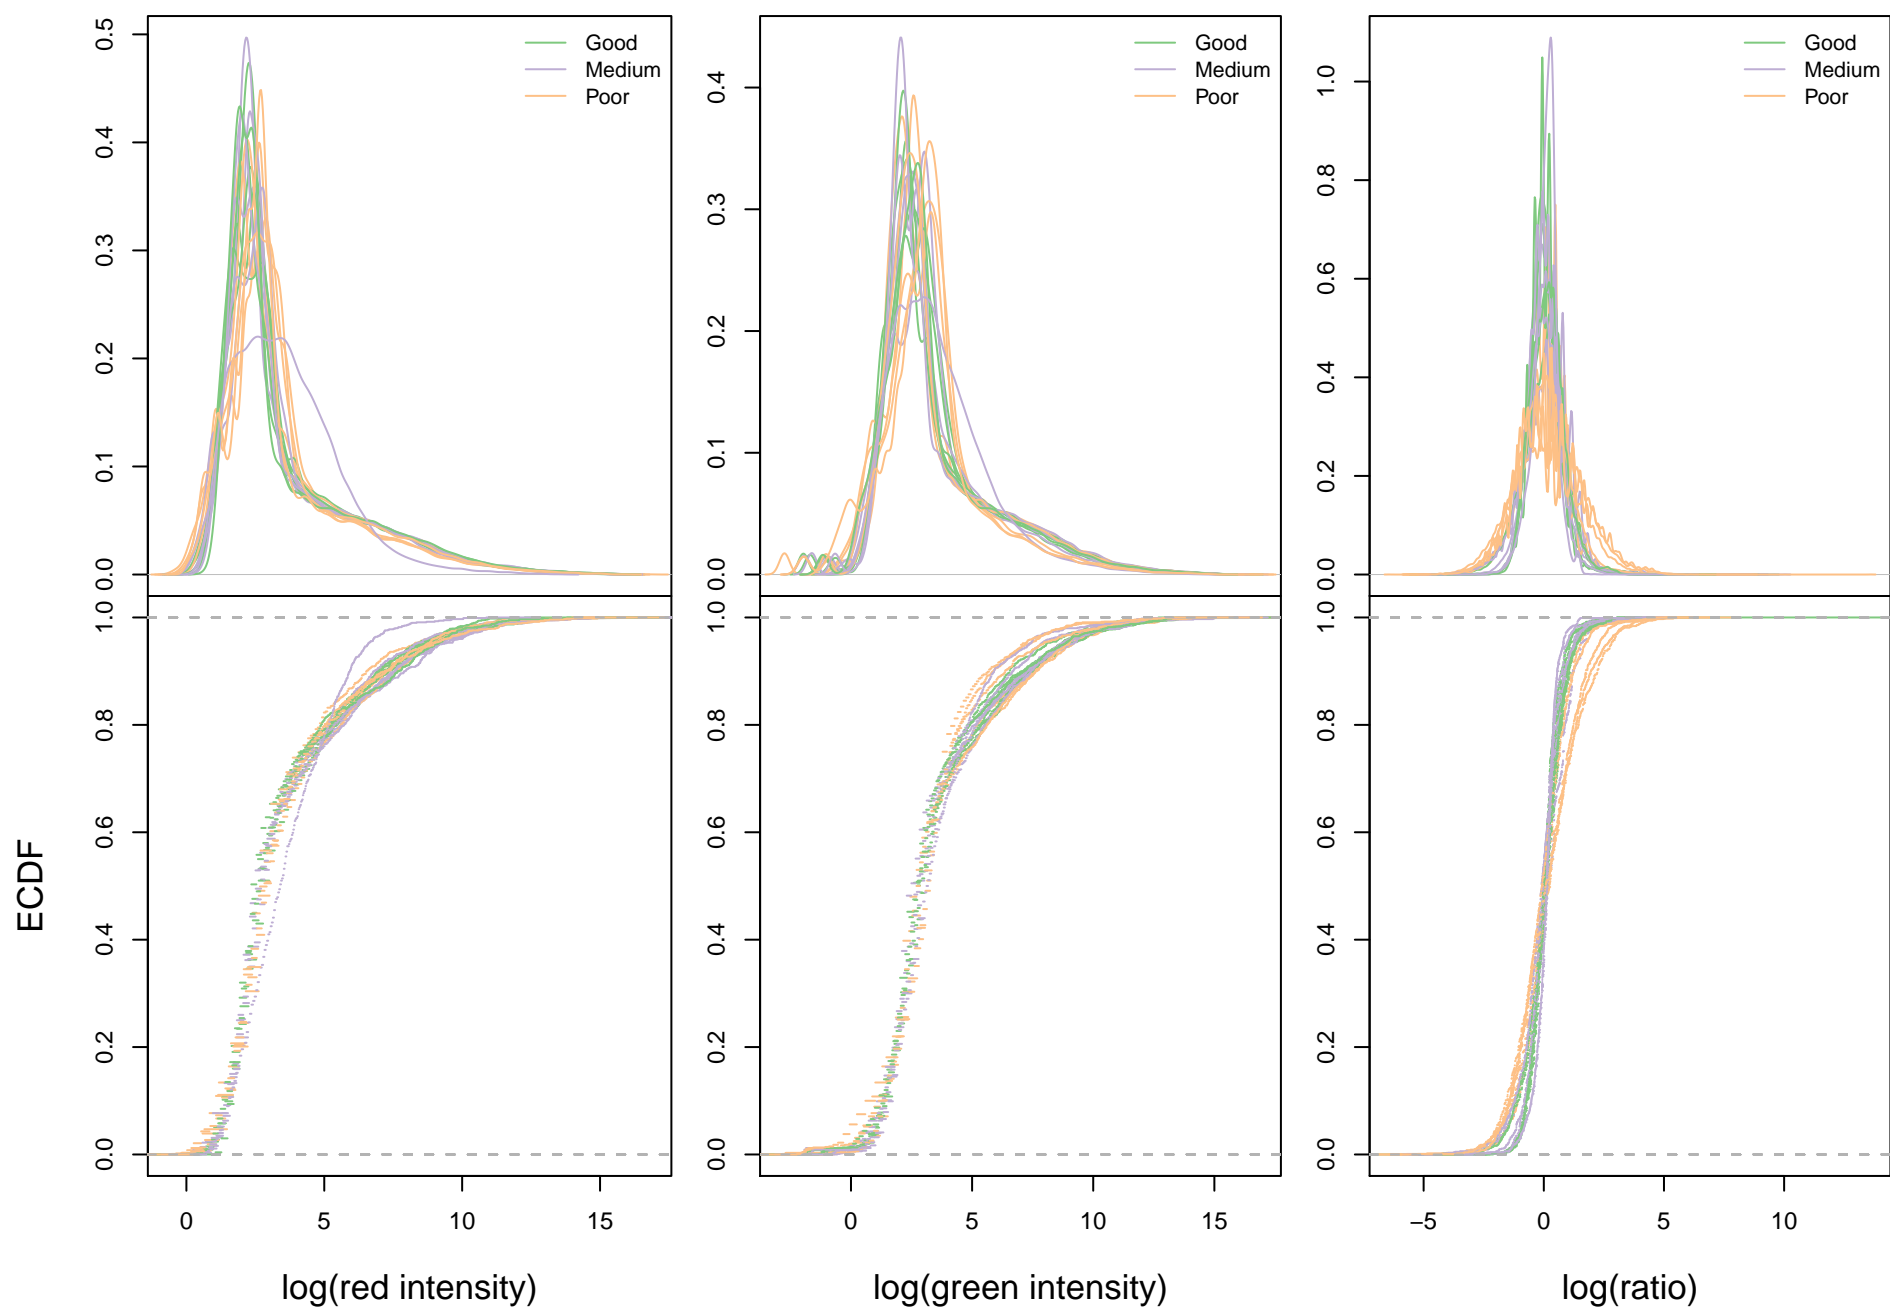 0.0 0.1 0.2 0.3 0.4 0.5
Good
Medium
Poor
0.0 0.1 0.2 0.3 0.4
Good
Medium
Poor
0.0 0.2 0.4 0.6 0.8 1.0
Good
Medium
Poor
ECDF
0.0 0.2 0.4 0.6 0.8 1.0
0 5 10 15
log(red intensity)
0.0 0.2 0.4 0.6 0.8 1.0
0 5 10 15
log(green intensity)
0.0 0.2 0.4 0.6 0.8 1.0
−5 0 5 10
log(ratio)